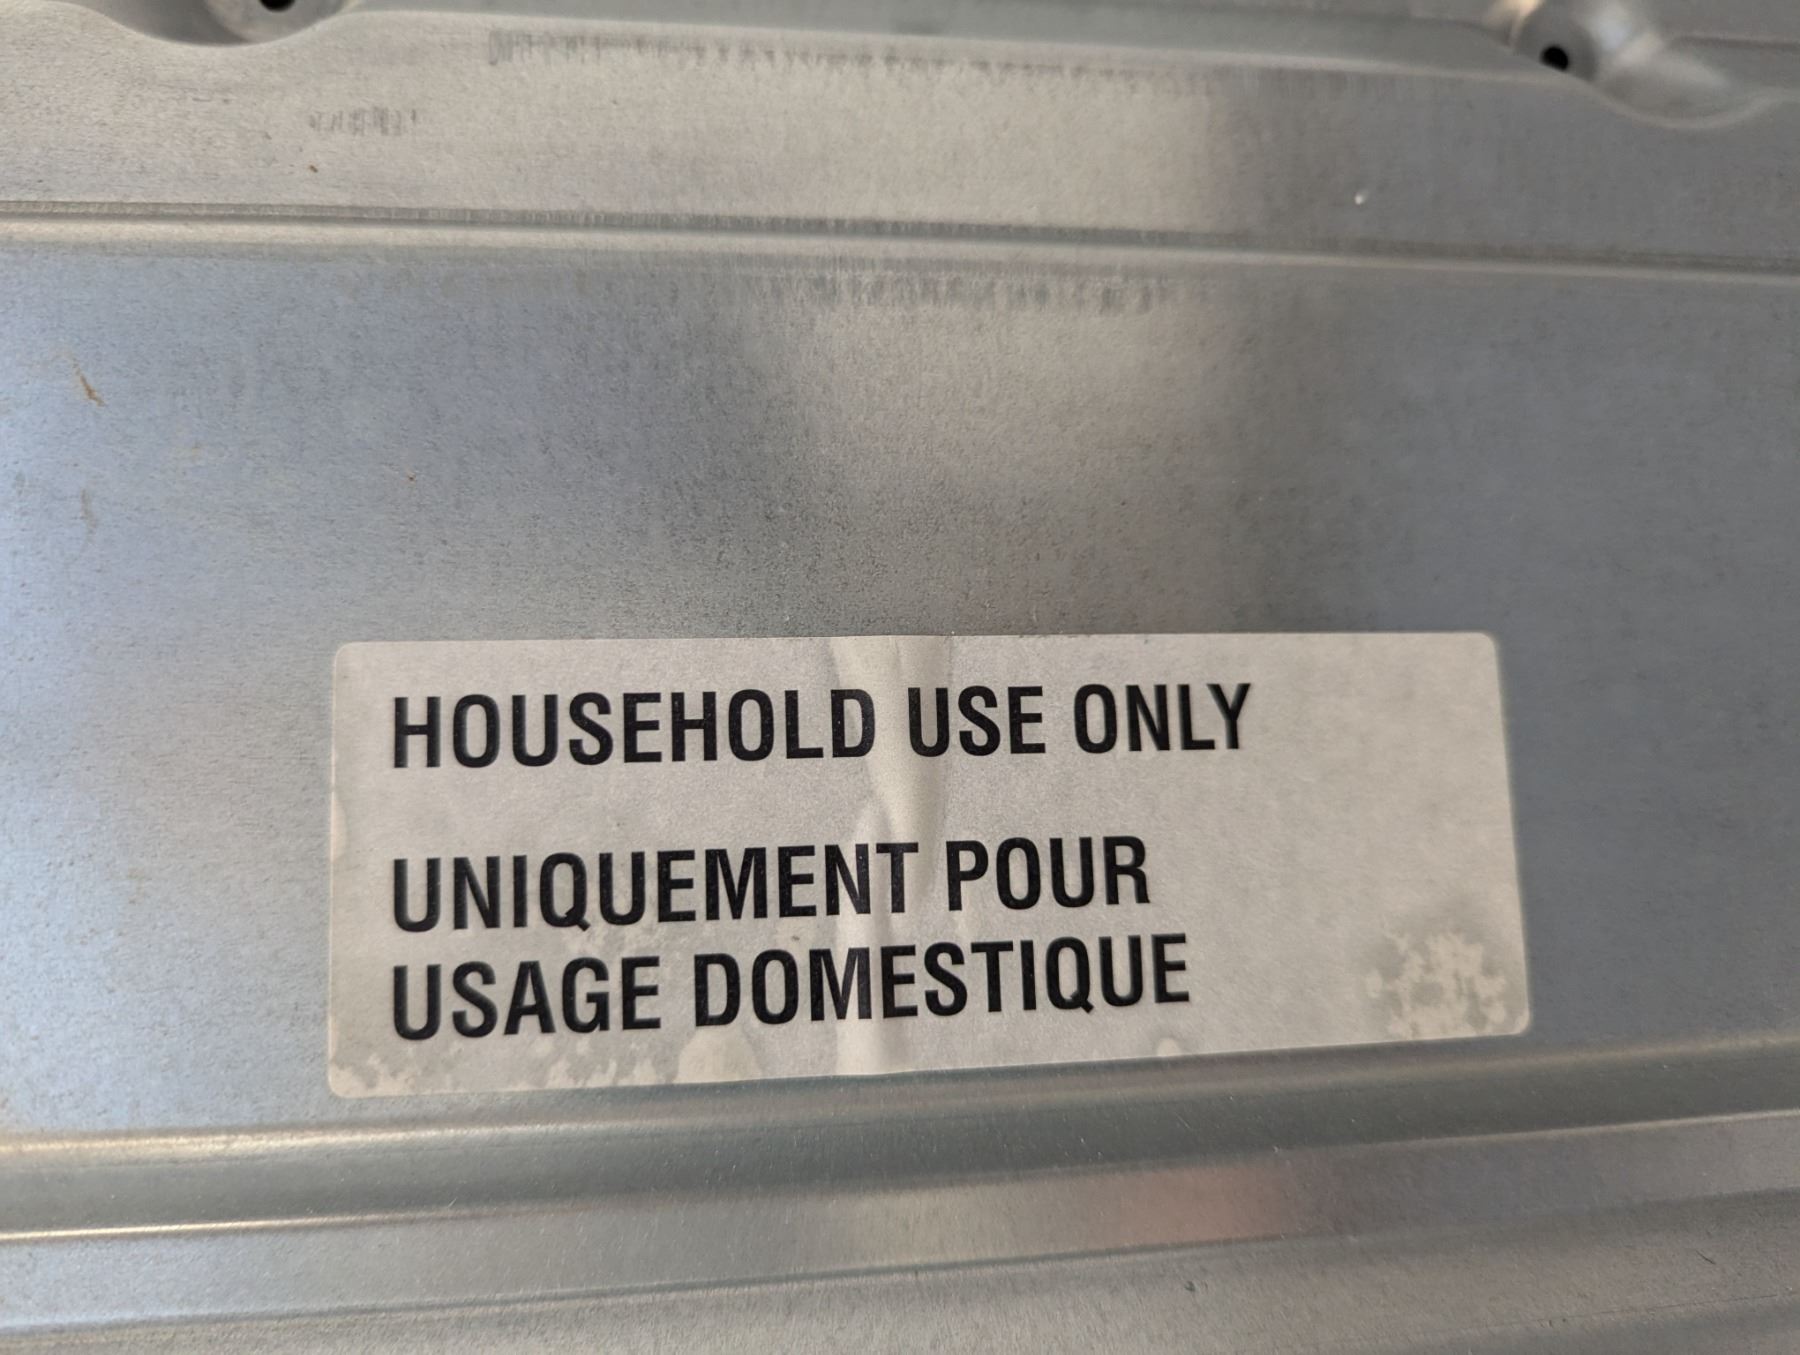 HOUSEHOLD USE ONLY
UNIQUEMENT POUR
USAGE DOMESTIQUE